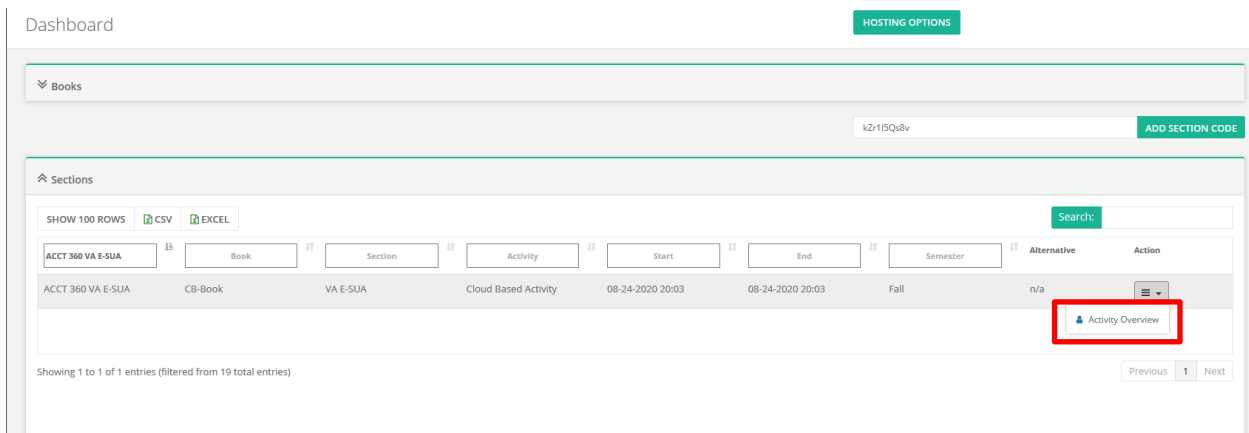 Dashboard
HOSTING OPTIONS
Books
kZr1I5Qs8v
ADD SECTION CODE
Sections
SHOW 100 ROWS CSV EXCEL
Search:
ACCT 360 VA E-SUA Book Section Activity Start End Semester Alternative Action
ACCT 360 VA E-SUA CB-Book VA E-SUA Cloud Based Activity 08-24-2020 20:03 08-24-2020 20:03 Fall n/a
Activity Overview
Showing 1 to 1 of 1 entries (filtered from 19 total entries)
Previous 1 Next